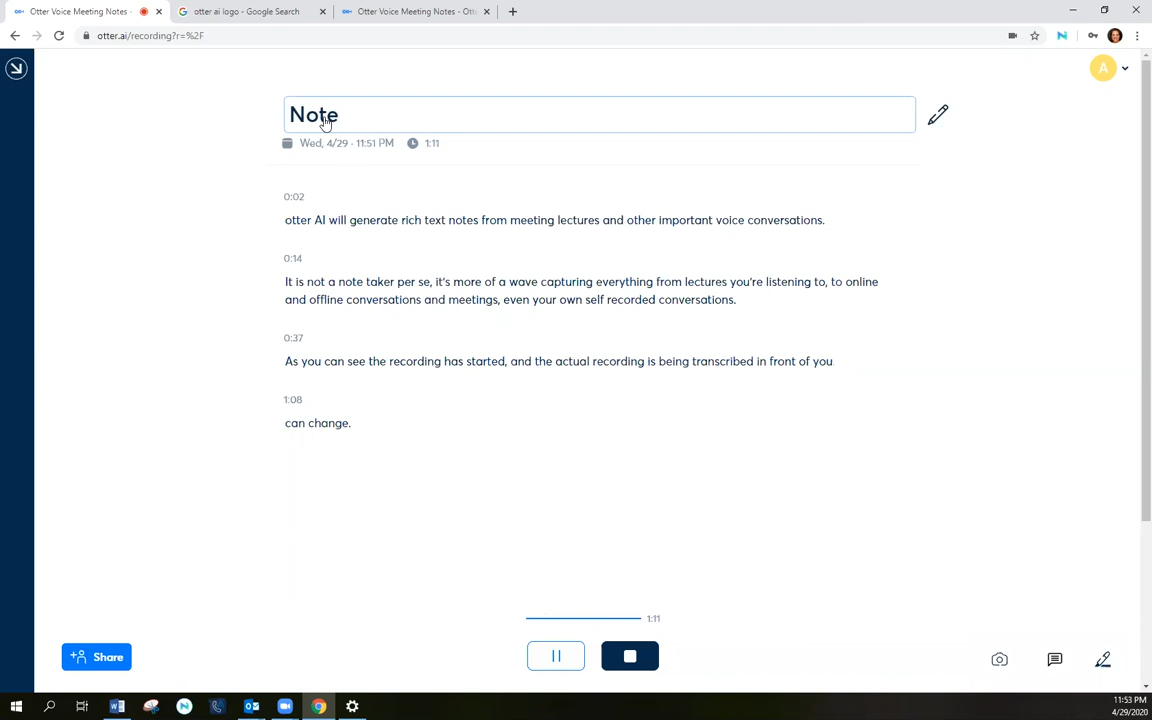 Otter Voice Meeting Notes -
otter ai logo - Google Search
Otter Voice Meeting Notes - Ott
otter.ai/recording?r=%2F
A
Note
Wed, 4/29 · 11:51 PM 1:11
0:02
otter AI will generate rich text notes from meeting lectures and other important voice conversations.
0:14
It is not a note taker per se, it's more of a wave capturing everything from lectures you're listening to, to online
and offline conversations and meetings, even your own self recorded conversations.
0:37
As you can see the recording has started, and the actual recording is being transcribed in front of you
1:08
can change.
1:11
Share
11:53 PM
4/29/2020